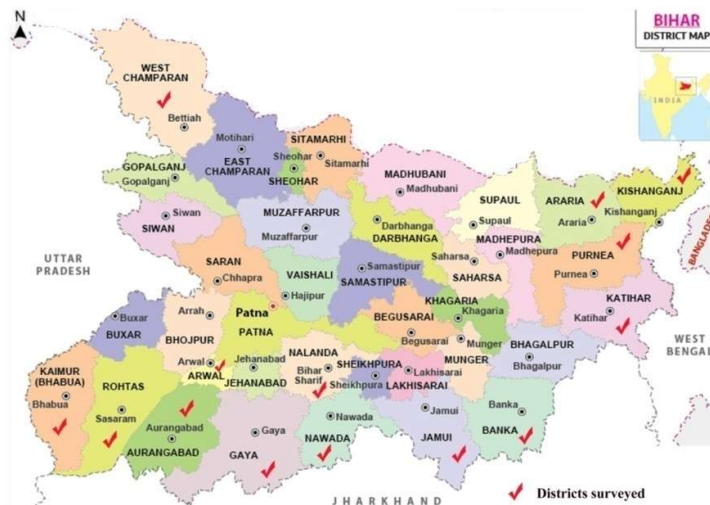 N
BIHAR
DISTRICT MAP
INDIA
WEST
CHAMPARAN
Bettiah
Motihari
EAST
CHAMPARAN
SITAMARHI
Sheohar
Sitamarhi
SHEOHAR
GOPALGANJ
Gopalganj
MADHUBANI
Madhubani
SUPAUL
Supaul
ARARIA
Araria
KISHANGANJ
Kishanganj
Siwan
SIWAN
MUZAFFARPUR
Muzaffarpur
Darbhanga
DARBHANGA
MADHEPURA
Madhepura
PURNEA
Purnea
BANGLADESH
UTTAR
PRADESH
SARAN
Chhapra
VAISHALI
Hajipur
Samastipur
SAMASTIPUR
Saharsa
SAHARSA
KHAGARIA
Khagaria
KATIHAR
Katihar
Buxar
BUXAR
Arrah
BHOJPUR
Patna
PATNA
BEGUSARAI
Begusarai
Munger
MUNGER
BHAGALPUR
Bhagalpur
WEST
BENGAL
Arwal
ARWAL
Jehanabad
JEHANABAD
NALANDA
Bihar
Sharif
SHEIKHPURA
Sheikhpura
Lakhisarai
LAKHISARAI
KAIMUR
(BHABUA)
Bhabua
ROHTAS
Sasaram
Aurangabad
AURANGABAD
Gaya
GAYA
Nawada
NAWADA
Jamui
JAMUI
Banka
BANKA
JHARKHAND
Districts surveyed